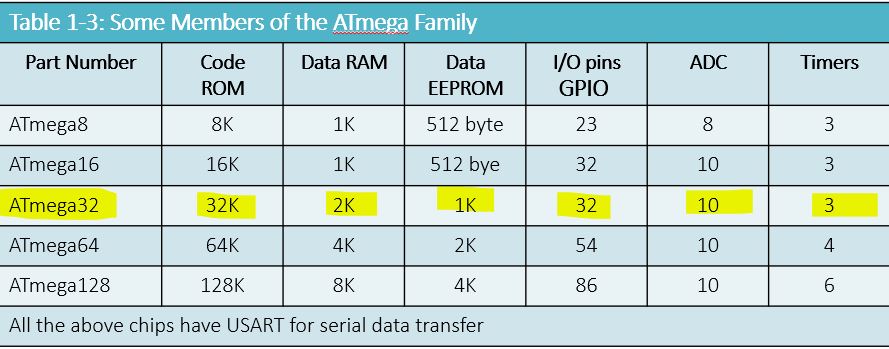 Table 1-3: Some Members of the ATmega Family
Part Number Code ROM Data RAM Data EEPROM I/O pins GPIO ADC Timers
ATmega8 8K 1K 512 byte 23 8 3
ATmega16 16K 1K 512 bye 32 10 3
ATmega32 32K 2K 1K 32 10 3
ATmega64 64K 4K 2K 54 10 4
ATmega128 128K 8K 4K 86 10 6
All the above chips have USART for serial data transfer